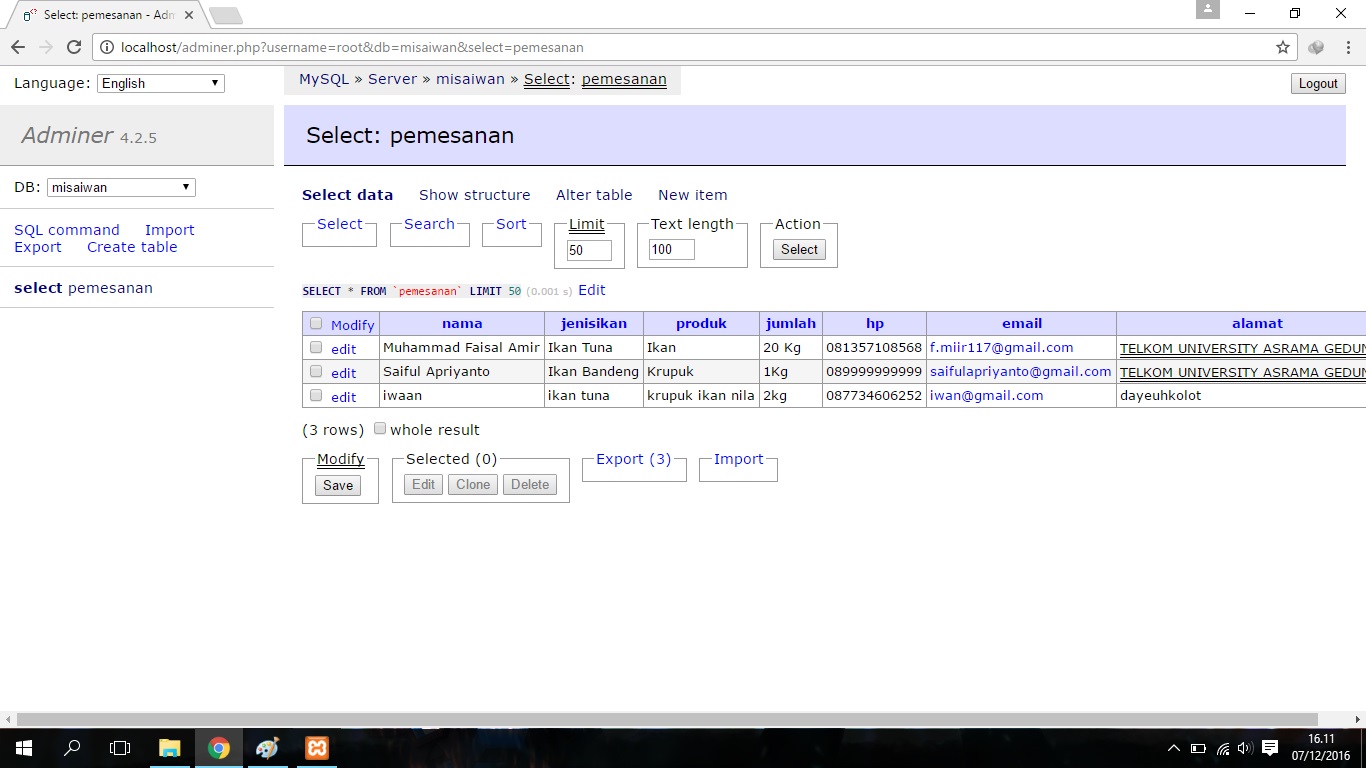 Select: pemesanan - Adm
localhost/adminer.php?username=root&db=misaiwan&select=pemesanan
Language: English
MySQL » Server » misaiwan » Select: pemesanan
Logout
Adminer 4.2.5
Select: pemesanan
DB: misaiwan
Select data Show structure Alter table New item
SQL command Import
Export Create table
Select Search Sort Limit Text length Action
50 100 Select
select pemesanan
SELECT * FROM `pemesanan` LIMIT 50 (0.001 s) Edit
Modify nama jenisikan produk jumlah hp email alamat
edit Muhammad Faisal Amir Ikan Tuna Ikan 20 Kg 081357108568 f.miir117@gmail.com TELKOM UNIVERSITY ASRAMA GEDUN
edit Saiful Apriyanto Ikan Bandeng Krupuk 1Kg 089999999999 saifulapriyanto@gmail.com TELKOM UNIVERSITY ASRAMA GEDUN
edit iwaan ikan tuna krupuk ikan nila 2kg 087734606252 iwan@gmail.com dayeuhkolot
(3 rows) whole result
Modify Selected (0) Export (3) Import
Save Edit Clone Delete
16.11
07/12/2016